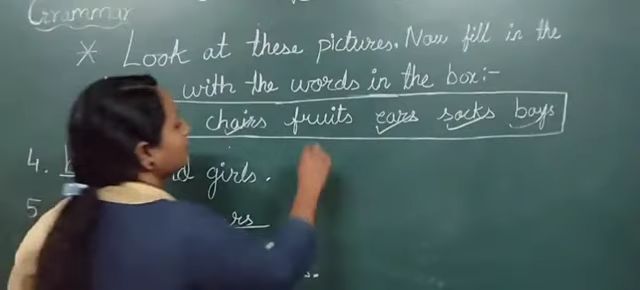 Grammar
* Look at these pictures. Now fill in the
with the words in the box:-
chairs fruits ears socks boys
4. girls.
5
rs